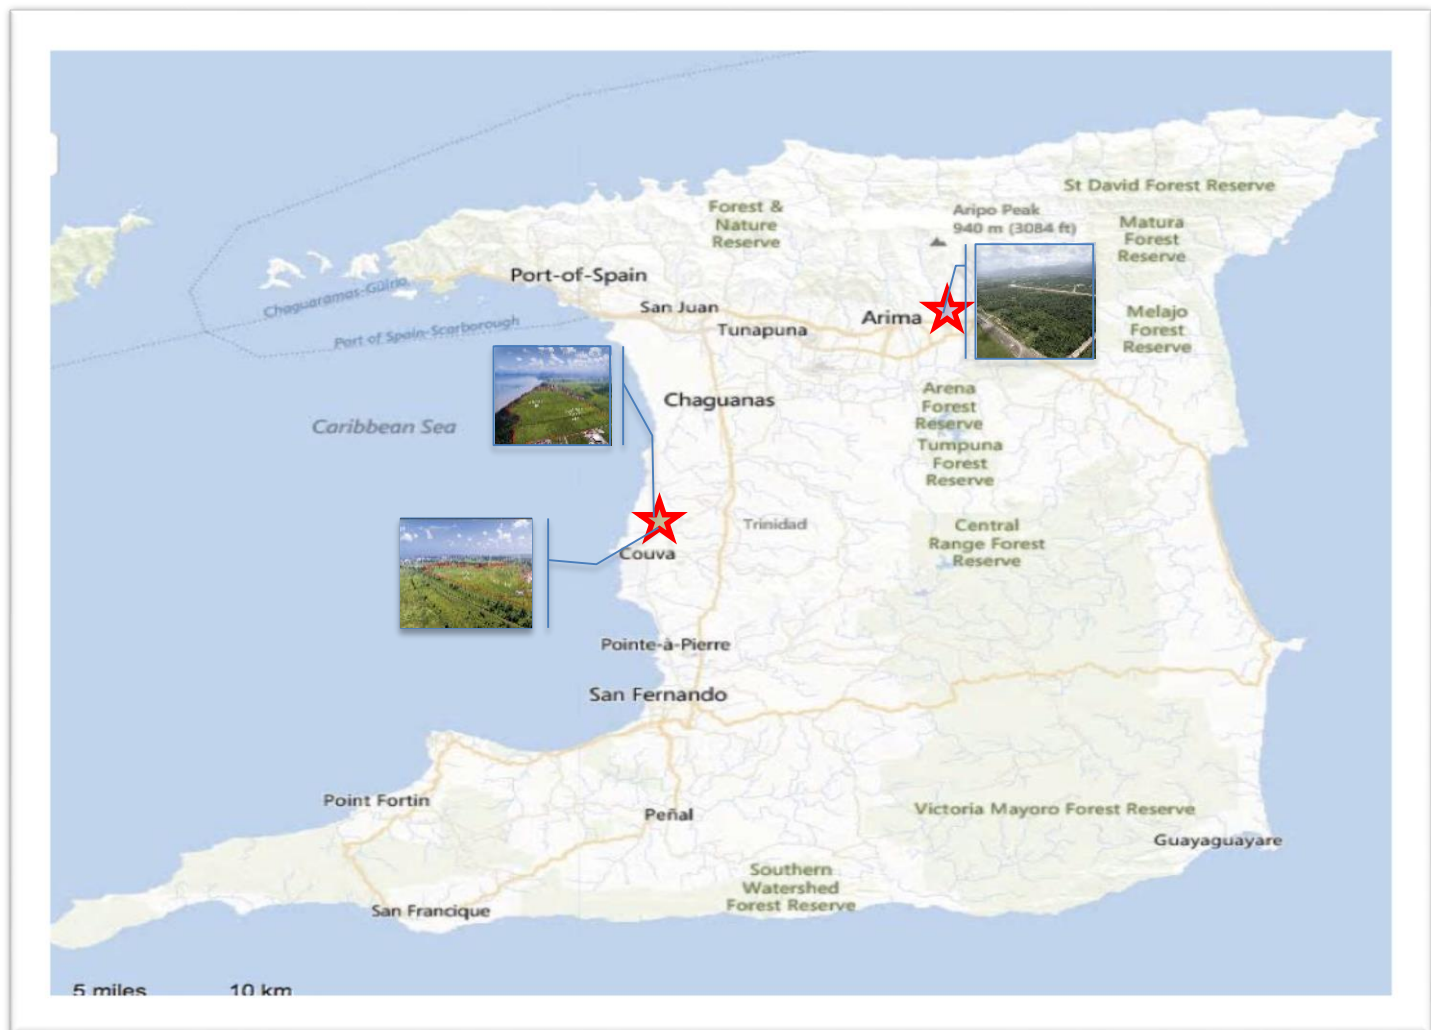 St David Forest Reserve
Forest &
Nature
Reserve
Aripo Peak
940 m (3084 ft)
Matura
Forest
Reserve
Port-of-Spain
Chaguaramas-Güiria
San Juan
Arima
Melajo
Forest
Reserve
Port of Spain-Scarborough
Tunapuna
Chaguanas
Arena
Forest
Reserve
Caribbean Sea
Tumpuna
Forest
Reserve
Trinidad
Central
Range Forest
Reserve
Couva
Pointe-à-Pierre
San Fernando
Point Fortin
Peñal
Victoria Mayoro Forest Reserve
Guayaguayare
Southern
Watershed
Forest Reserve
San Francique
5 miles
10 km